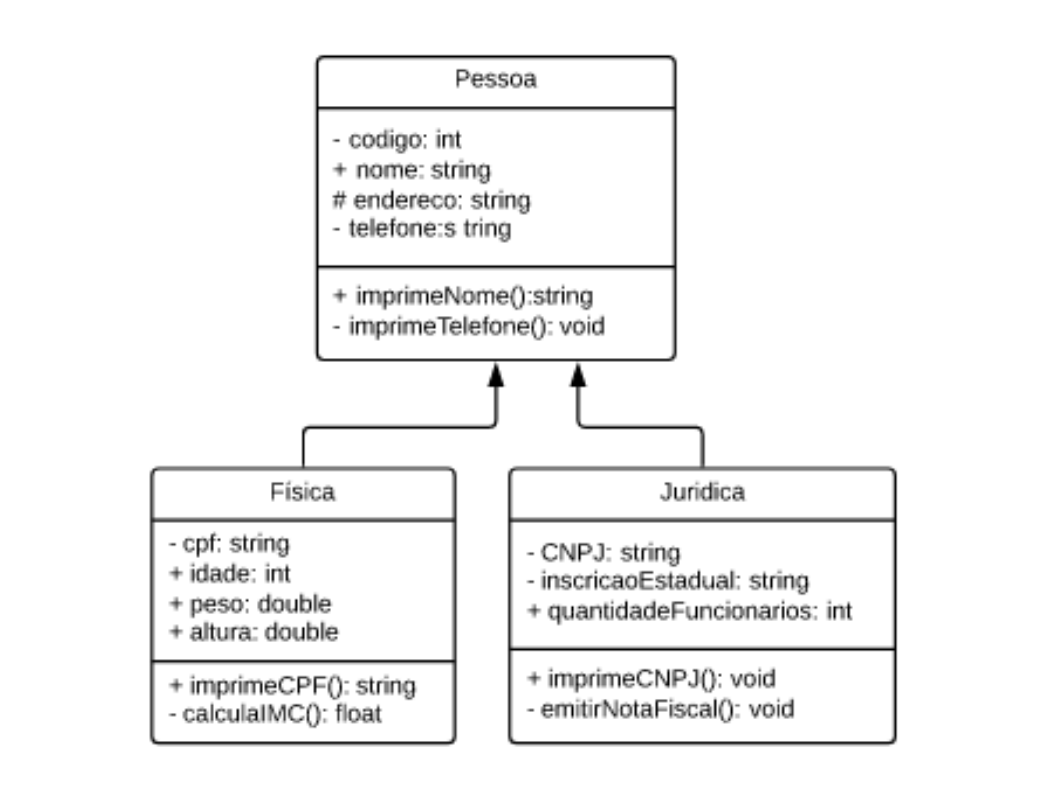 Pessoa
- codigo: int
+ nome: string
# endereco: string
- telefone:s tring
+ imprimeNome():string
- imprimeTelefone(): void
Física
- cpf: string
+ idade: int
+ peso: double
+ altura: double
+ imprimeCPF(): string
- calculaIMC(): float
Juridica
- CNPJ: string
- inscricaoEstadual: string
+ quantidadeFuncionarios: int
+ imprimeCNPJ(): void
- emitirNotaFiscal(): void